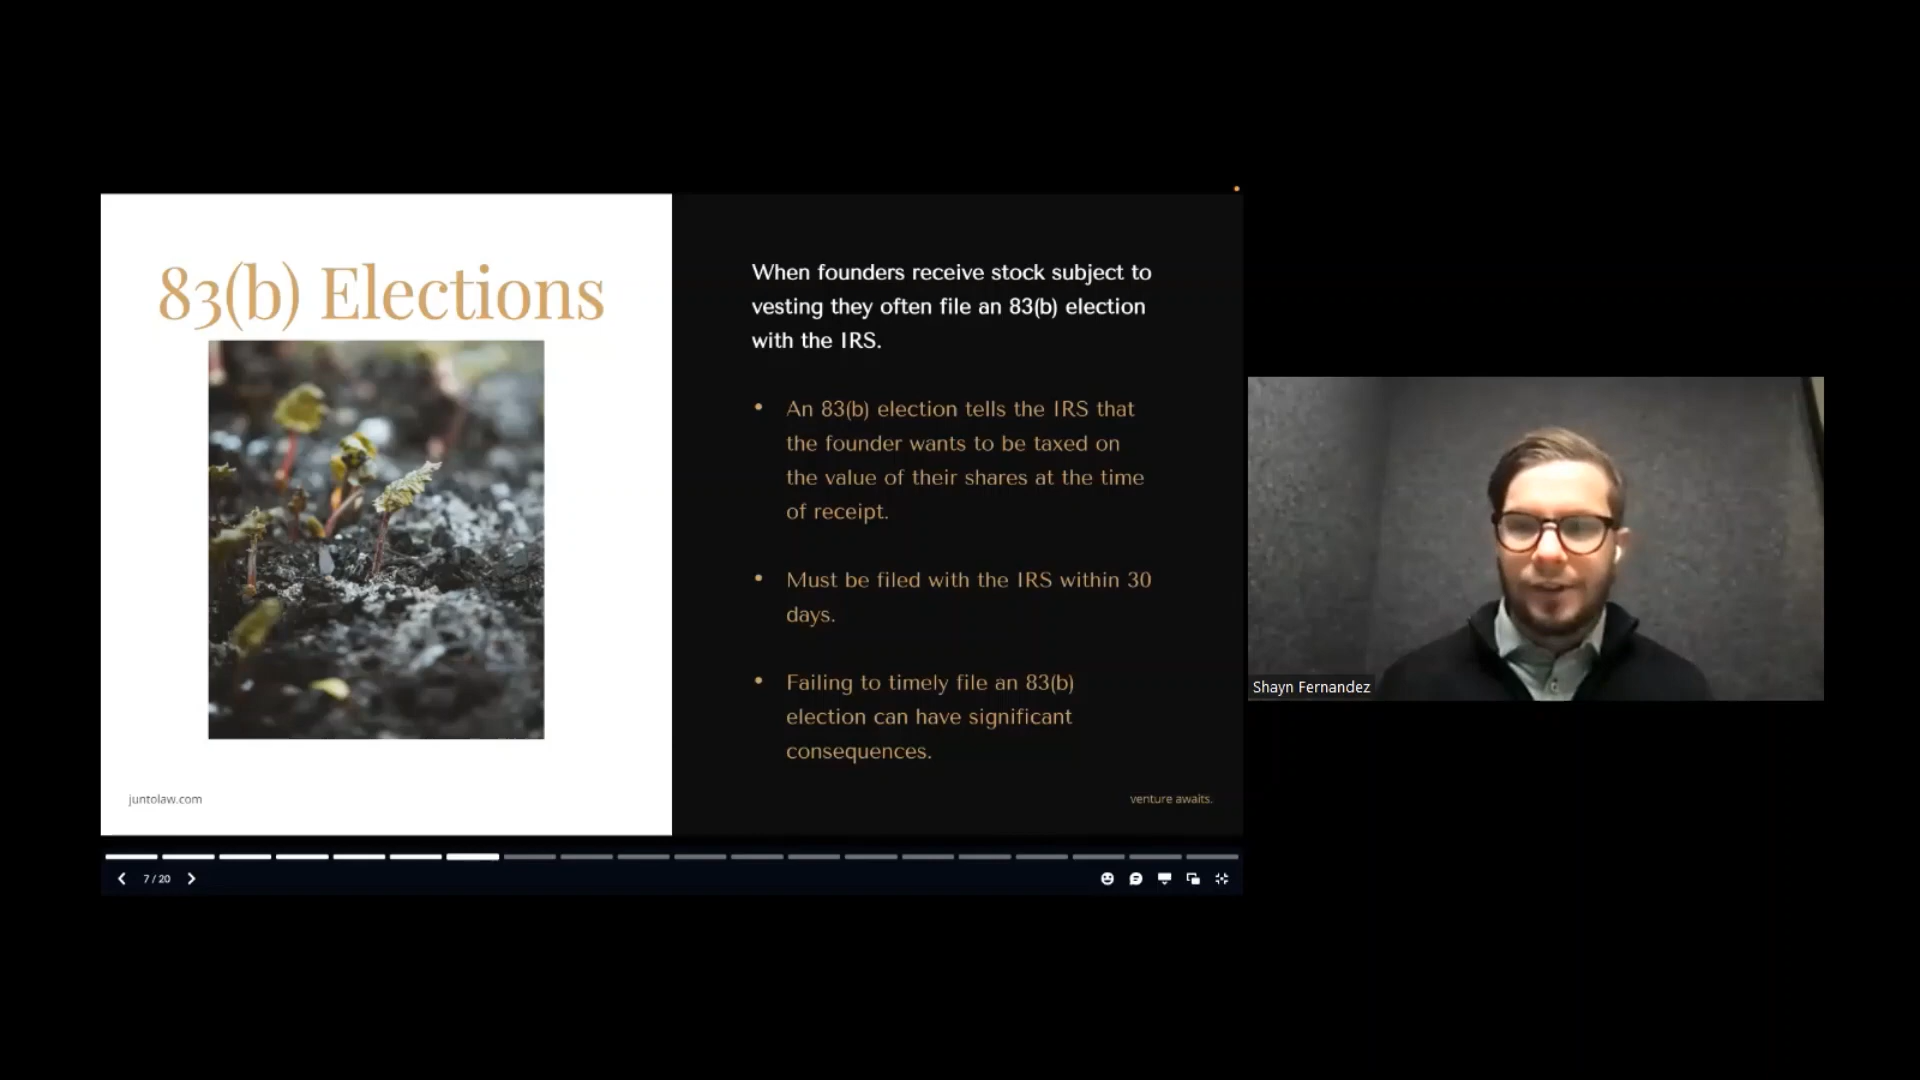 83(b) Elections
juntolaw.com
When founders receive stock subject to
vesting they often file an 83(b) election
with the IRS.
• An 83(b) election tells the IRS that
the founder wants to be taxed on
the value of their shares at the time
of receipt.
• Must be filed with the IRS within 30
days.
• Failing to timely file an 83(b)
election can have significant
consequences.
venture awaits.
7 / 20
Shayn Fernandez